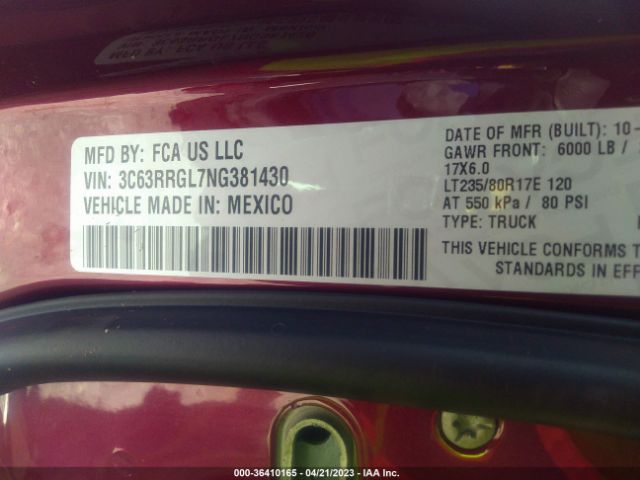 MFD BY: FCA US LLC
VIN: 3C63RRGL7NG381430
VEHICLE MADE IN: MEXICO
DATE OF MFR (BUILT): 10-
GAWR FRONT: 6000 LB /
17X6.0
LT235/80R17E 120
AT 550 kPa / 80 PSI
TYPE: TRUCK
THIS VEHICLE CONFORMS T
STANDARDS IN EFF
000-36410165 - 04/21/2023 - IAA Inc.